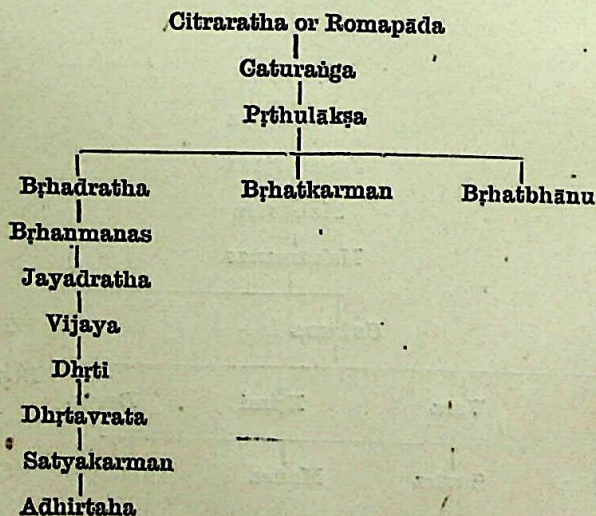 Citraratha or Romapāda
Caturaṅga
Pṛthulākṣa
Bṛhadratha Bṛhatkarman Bṛhatbhānu
Bṛhanmanas
Jayadratha
Vijaya
Dhṛti
Dhṛtavrata
Satyakarman
Adhirtaha